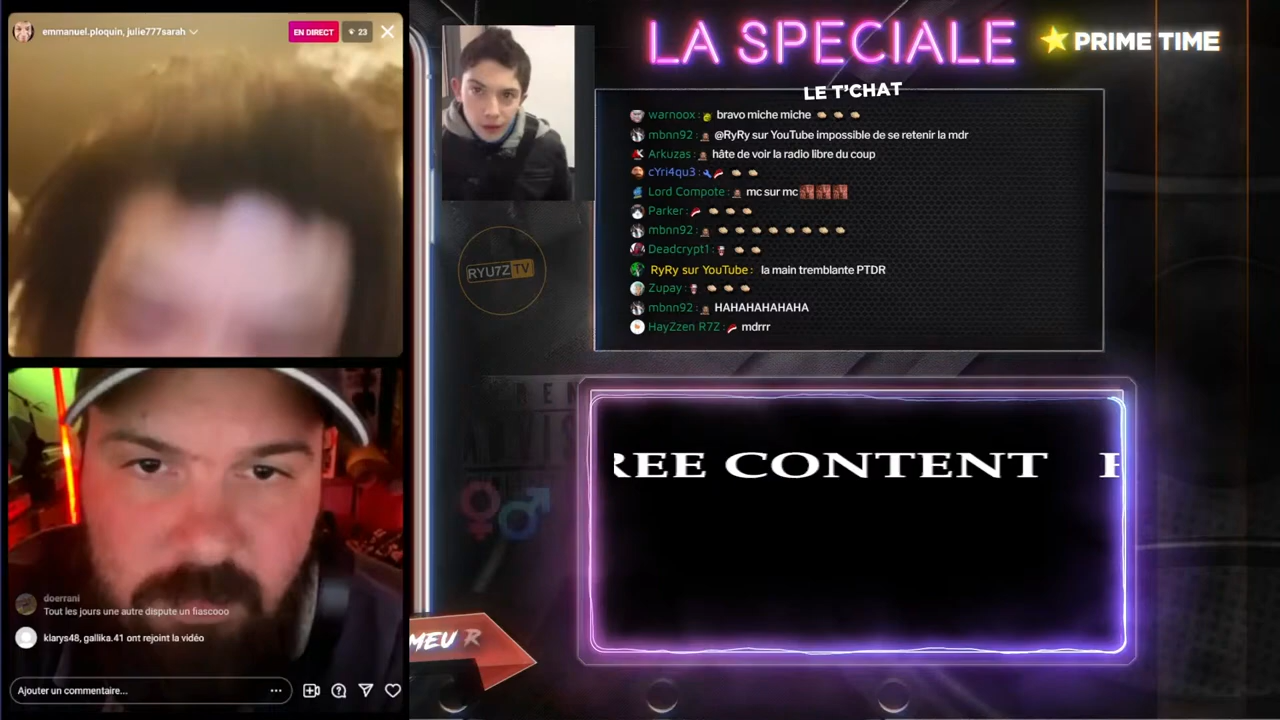 emmanuel.ploquin, julie777sarah
EN DIRECT
23
LA SPECIALE
PRIME TIME
LE T'CHAT
warnoox : bravo miche miche
mbnn92 : @RyRy sur YouTube impossible de se retenir la mdr
Arkuzas : hâte de voir la radio libre du coup
cYri4qu3 :
Lord Compote : mc sur mc
Parker :
mbnn92 :
Deadcrypt1 :
RyRy sur YouTube : la main tremblante PTDR
Zupay :
mbnn92 : HAHAHAHAHAHA
HayZzen R7Z : mdrrr
RYU7Z TV
REE CONTENT
doerrani
Tout les jours une autre dispute un fiascooo
klarys48, gallika.41 ont rejoint la vidéo
MEU R
Ajouter un commentaire...